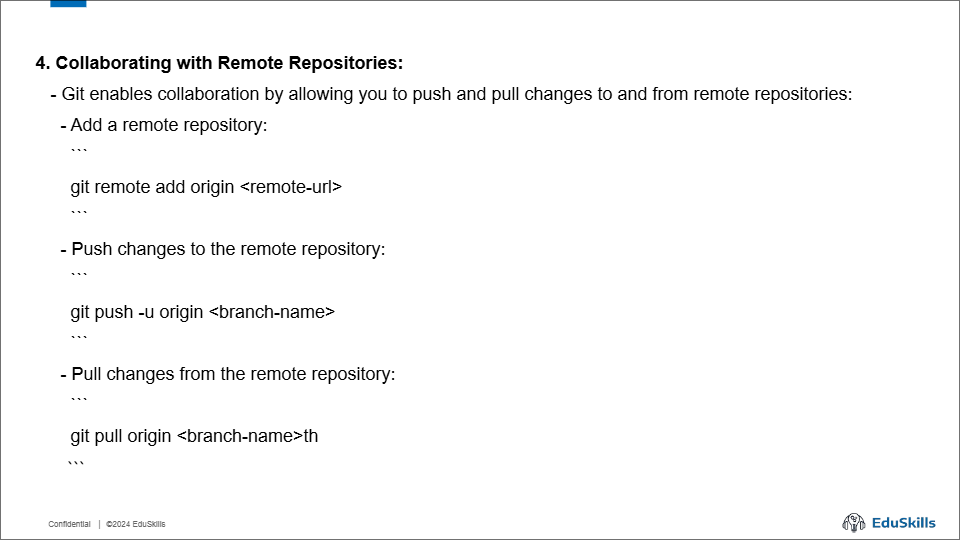 4. Collaborating with Remote Repositories:
- Git enables collaboration by allowing you to push and pull changes to and from remote repositories:
- Add a remote repository:
```
git remote add origin <remote-url>
```
- Push changes to the remote repository:
```
git push -u origin <branch-name>
```
- Pull changes from the remote repository:
```
git pull origin <branch-name>th
```
Confidential | ©2024 EduSkills
EduSkills